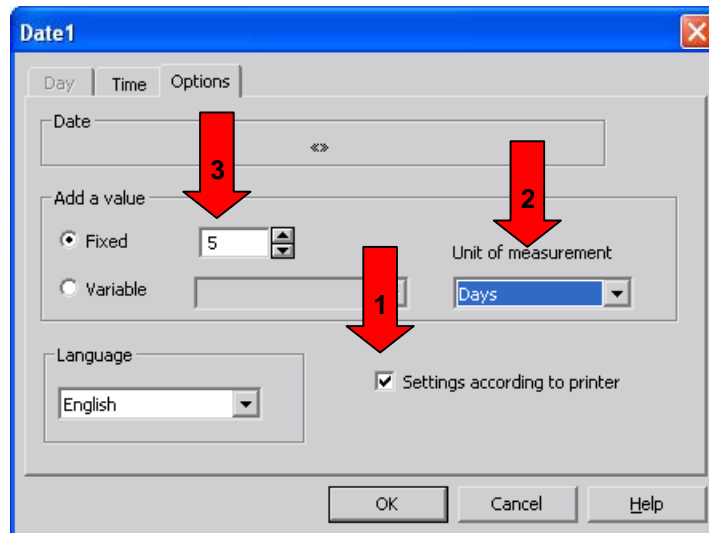 Date1
Day Time Options
Date
«»
3
2
Add a value
Fixed 5
Unit of measurement
Variable
Days
1
Language
Settings according to printer
English
OK Cancel Help